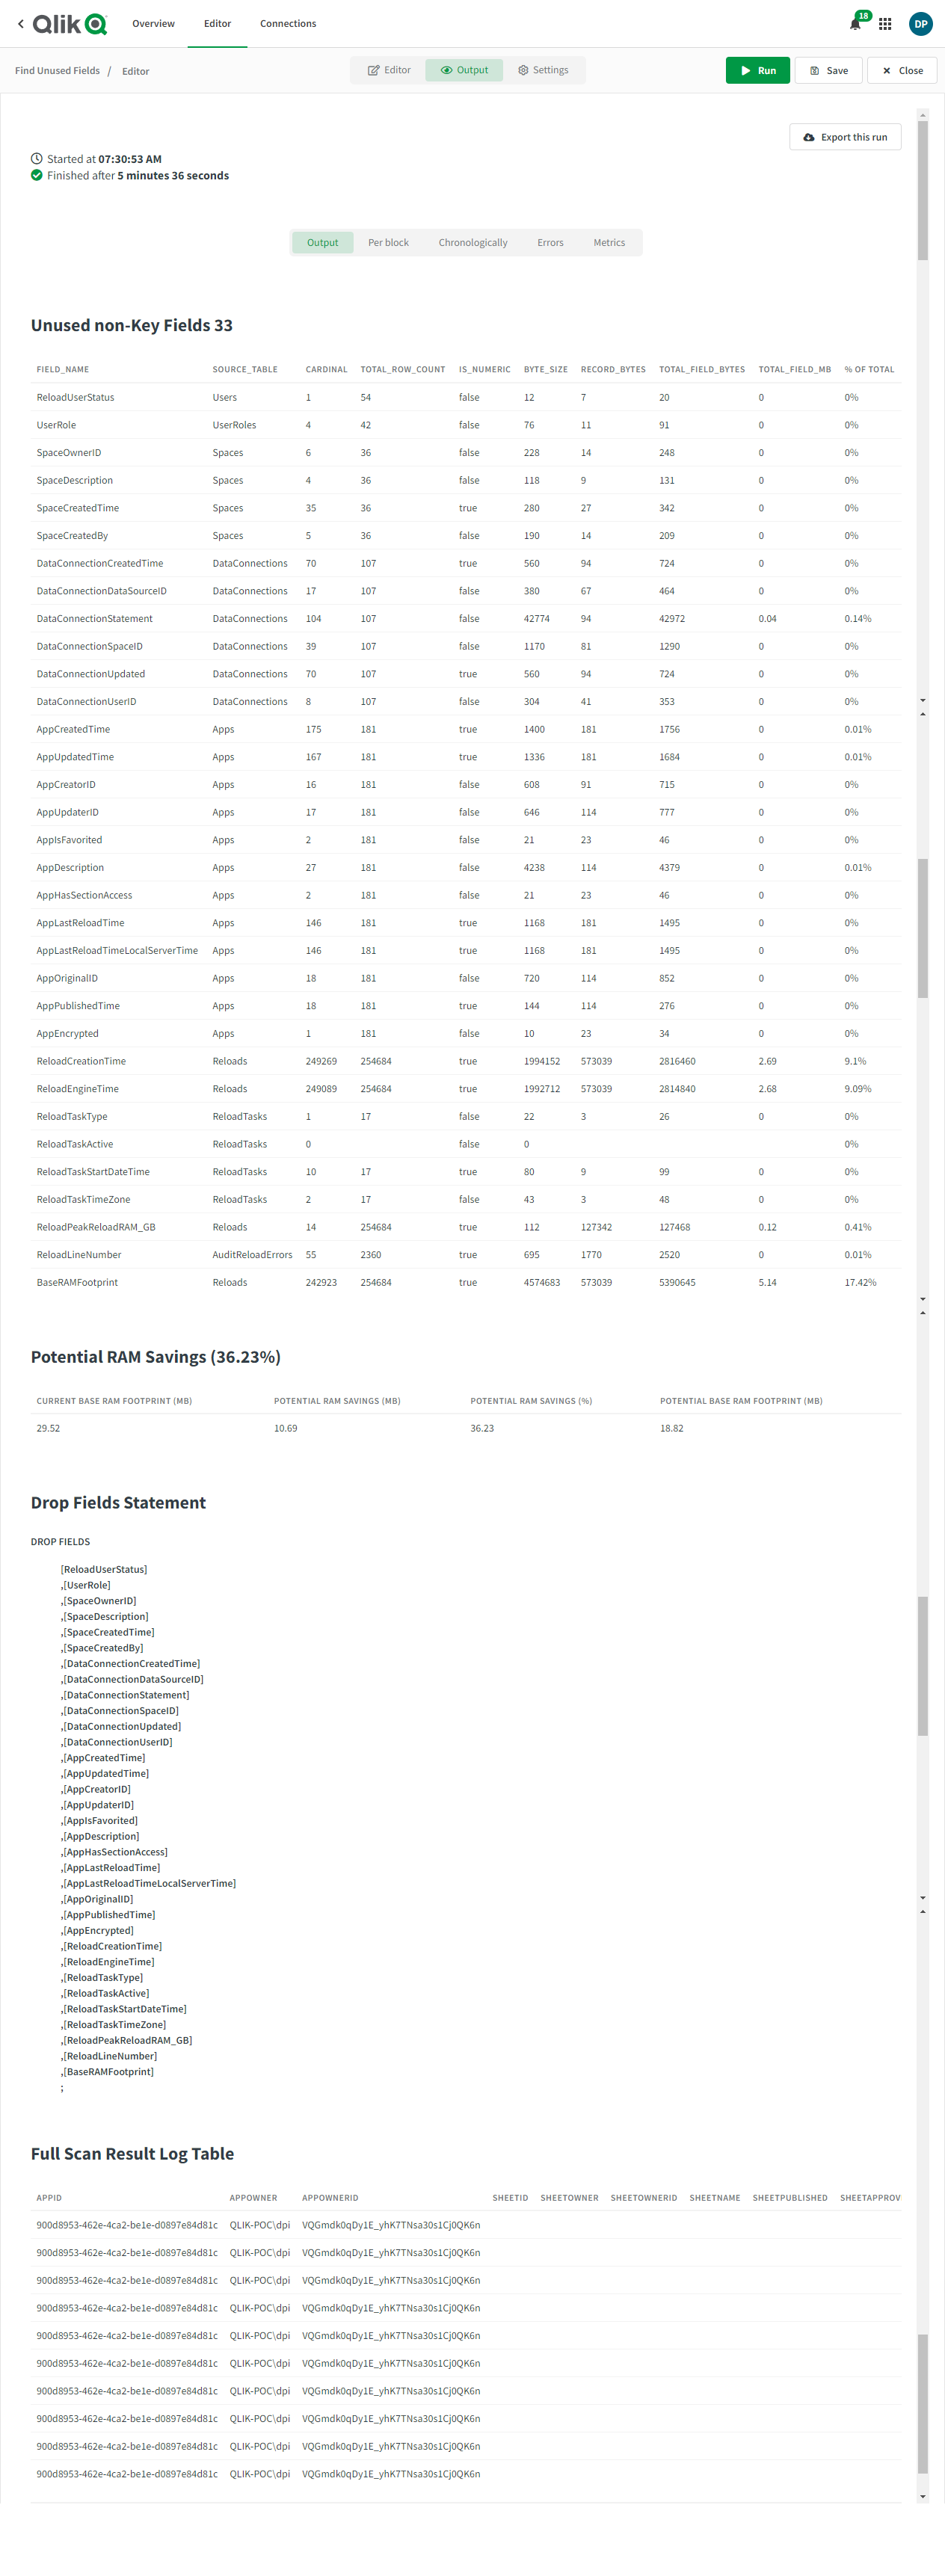 Qlik Overview Editor Connections 18 DP
Find Unused Fields / Editor Editor Output Settings Run Save Close
Export this run
Started at 07:30:53 AM
Finished after 5 minutes 36 seconds
Output Per block Chronologically Errors Metrics
Unused non-Key Fields 33
FIELD_NAME SOURCE_TABLE CARDINAL TOTAL_ROW_COUNT IS_NUMERIC BYTE_SIZE RECORD_BYTES TOTAL_FIELD_BYTES TOTAL_FIELD_MB % OF TOTAL
ReloadUserStatus Users 1 54 false 12 7 20 0 0%
UserRole UserRoles 4 42 false 76 11 91 0 0%
SpaceOwnerID Spaces 6 36 false 228 14 248 0 0%
SpaceDescription Spaces 4 36 false 118 9 131 0 0%
SpaceCreatedTime Spaces 35 36 true 280 27 342 0 0%
SpaceCreatedBy Spaces 5 36 false 190 14 209 0 0%
DataConnectionCreatedTime DataConnections 70 107 true 560 94 724 0 0%
DataConnectionDataSourceID DataConnections 17 107 false 380 67 464 0 0%
DataConnectionStatement DataConnections 104 107 false 42774 94 42972 0.04 0.14%
DataConnectionSpaceID DataConnections 39 107 false 1170 81 1290 0 0%
DataConnectionUpdated DataConnections 70 107 true 560 94 724 0 0%
DataConnectionUserID DataConnections 8 107 false 304 41 353 0 0%
AppCreatedTime Apps 175 181 true 1400 181 1756 0 0.01%
AppUpdatedTime Apps 167 181 true 1336 181 1684 0 0.01%
AppCreatorID Apps 16 181 false 608 91 715 0 0%
AppUpdaterID Apps 17 181 false 646 114 777 0 0%
AppIsFavorited Apps 2 181 false 21 23 46 0 0%
AppDescription Apps 27 181 false 4238 114 4379 0 0.01%
AppHasSectionAccess Apps 2 181 false 21 23 46 0 0%
AppLastReloadTime Apps 146 181 true 1168 181 1495 0 0%
AppLastReloadTimeLocalServerTime Apps 146 181 true 1168 181 1495 0 0%
AppOriginalID Apps 18 181 false 720 114 852 0 0%
AppPublishedTime Apps 18 181 true 144 114 276 0 0%
AppEncrypted Apps 1 181 false 10 23 34 0 0%
ReloadCreationTime Reloads 249269 254684 true 1994152 573039 2816460 2.69 9.1%
ReloadEngineTime Reloads 249089 254684 true 1992712 573039 2814840 2.68 9.09%
ReloadTaskType ReloadTasks 1 17 false 22 3 26 0 0%
ReloadTaskActive ReloadTasks 0 false 0 0%
ReloadTaskStartDateTime ReloadTasks 10 17 true 80 9 99 0 0%
ReloadTaskTimeZone ReloadTasks 2 17 false 43 3 48 0 0%
ReloadPeakReloadRAM_GB Reloads 14 254684 true 112 127342 127468 0.12 0.41%
ReloadLineNumber AuditReloadErrors 55 2360 true 695 1770 2520 0 0.01%
BaseRAMFootprint Reloads 242923 254684 true 4574683 573039 5390645 5.14 17.42%
Potential RAM Savings (36.23%)
CURRENT BASE RAM FOOTPRINT (MB) POTENTIAL RAM SAVINGS (MB) POTENTIAL RAM SAVINGS (%) POTENTIAL BASE RAM FOOTPRINT (MB)
29.52 10.69 36.23 18.82
Drop Fields Statement
DROP FIELDS
[ReloadUserStatus]
,[UserRole]
,[SpaceOwnerID]
,[SpaceDescription]
,[SpaceCreatedTime]
,[SpaceCreatedBy]
,[DataConnectionCreatedTime]
,[DataConnectionDataSourceID]
,[DataConnectionStatement]
,[DataConnectionSpaceID]
,[DataConnectionUpdated]
,[DataConnectionUserID]
,[AppCreatedTime]
,[AppUpdatedTime]
,[AppCreatorID]
,[AppUpdaterID]
,[AppIsFavorited]
,[AppDescription]
,[AppHasSectionAccess]
,[AppLastReloadTime]
,[AppLastReloadTimeLocalServerTime]
,[AppOriginalID]
,[AppPublishedTime]
,[AppEncrypted]
,[ReloadCreationTime]
,[ReloadEngineTime]
,[ReloadTaskType]
,[ReloadTaskActive]
,[ReloadTaskStartDateTime]
,[ReloadTaskTimeZone]
,[ReloadPeakReloadRAM_GB]
,[ReloadLineNumber]
,[BaseRAMFootprint]
;
Full Scan Result Log Table
APPID APPOWNER APPOWNERID SHEETID SHEETOWNER SHEETOWNERID SHEETNAME SHEETPUBLISHED SHEETAPPROV
900d8953-462e-4ca2-be1e-d0897e84d81c QLIK-POC\dpi VQGmdk0qDy1E_yhK7TNsa30s1Cj0QK6n
900d8953-462e-4ca2-be1e-d0897e84d81c QLIK-POC\dpi VQGmdk0qDy1E_yhK7TNsa30s1Cj0QK6n
900d8953-462e-4ca2-be1e-d0897e84d81c QLIK-POC\dpi VQGmdk0qDy1E_yhK7TNsa30s1Cj0QK6n
900d8953-462e-4ca2-be1e-d0897e84d81c QLIK-POC\dpi VQGmdk0qDy1E_yhK7TNsa30s1Cj0QK6n
900d8953-462e-4ca2-be1e-d0897e84d81c QLIK-POC\dpi VQGmdk0qDy1E_yhK7TNsa30s1Cj0QK6n
900d8953-462e-4ca2-be1e-d0897e84d81c QLIK-POC\dpi VQGmdk0qDy1E_yhK7TNsa30s1Cj0QK6n
900d8953-462e-4ca2-be1e-d0897e84d81c QLIK-POC\dpi VQGmdk0qDy1E_yhK7TNsa30s1Cj0QK6n
900d8953-462e-4ca2-be1e-d0897e84d81c QLIK-POC\dpi VQGmdk0qDy1E_yhK7TNsa30s1Cj0QK6n
900d8953-462e-4ca2-be1e-d0897e84d81c QLIK-POC\dpi VQGmdk0qDy1E_yhK7TNsa30s1Cj0QK6n
900d8953-462e-4ca2-be1e-d0897e84d81c QLIK-POC\dpi VQGmdk0qDy1E_yhK7TNsa30s1Cj0QK6n